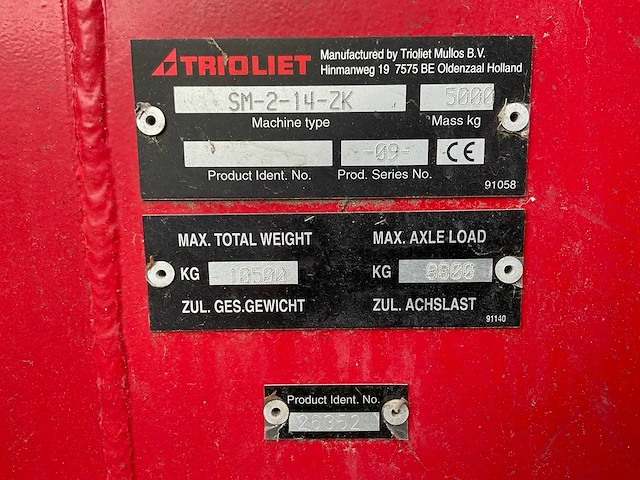 TRIOLIET
Manufactured by Trioliet Mullos B.V.
Hinmanweg 19 7575 BE Oldenzaal Holland
SM-2-14-ZK 5000
Machine type Mass kg
-09-
CE
Product Ident. No. Prod. Series No.
91058
MAX. TOTAL WEIGHT MAX. AXLE LOAD
KG 10500 KG 8800
ZUL. GES.GEWICHT ZUL. ACHSLAST
91140
Product Ident. No.